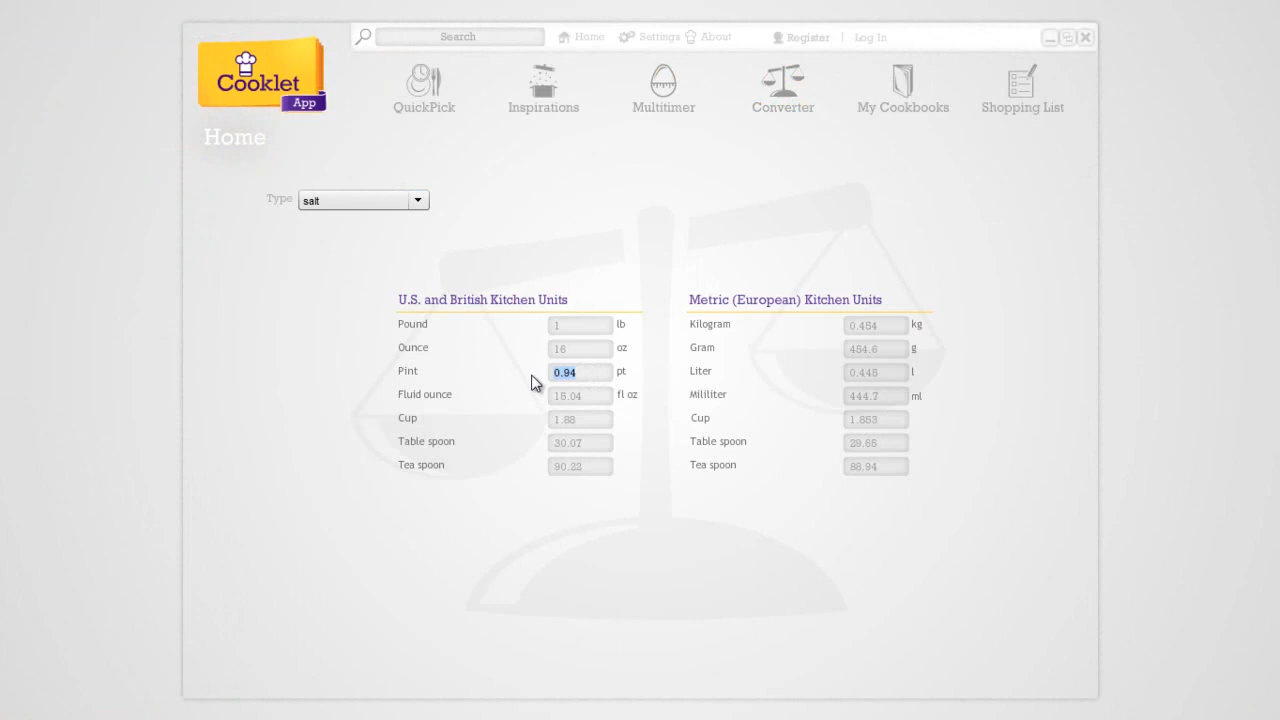 Search Home Settings About Register | Log In
Cooklet
App
QuickPick Inspirations Multitimer Converter My Cookbooks Shopping List
Home
Type salt
U.S. and British Kitchen Units
Pound 1 lb
Ounce 16 oz
Pint 0.94 pt
Fluid ounce 15.04 fl oz
Cup 1.88
Table spoon 30.07
Tea spoon 90.22
Metric (European) Kitchen Units
Kilogram 0.454 kg
Gram 454.6 g
Liter 0.445 l
Mililiter 444.7 ml
Cup 1.853
Table spoon 29.65
Tea spoon 88.94